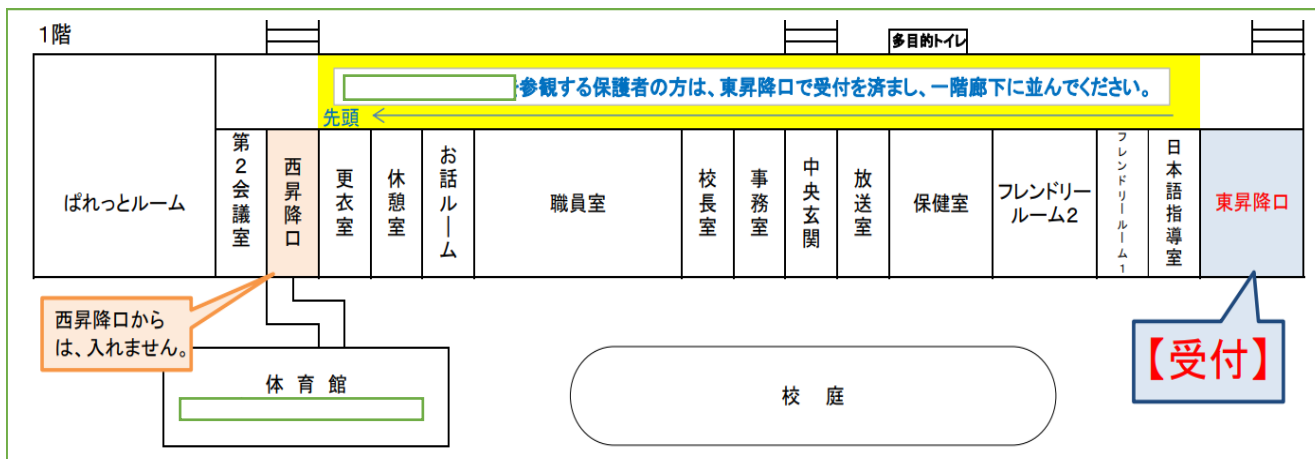 1階
多目的トイレ
を参観する保護者の方は、東昇降口で受付を済まし、一階廊下に並んでください。
先頭
ぱれっとルーム
第2会議室
西昇降口
更衣室
休憩室
お話ルーム
職員室
校長室
事務室
中央玄関
放送室
保健室
フレンドリー
ルーム2
フレンドリールーム1
日本語指導室
東昇降口
西昇降口から
は、入れません。
【受付】
体育館
校庭